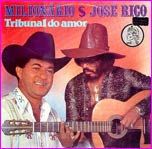 MILIONÁRIO & JOSÉ RICO
Tribunal do amor